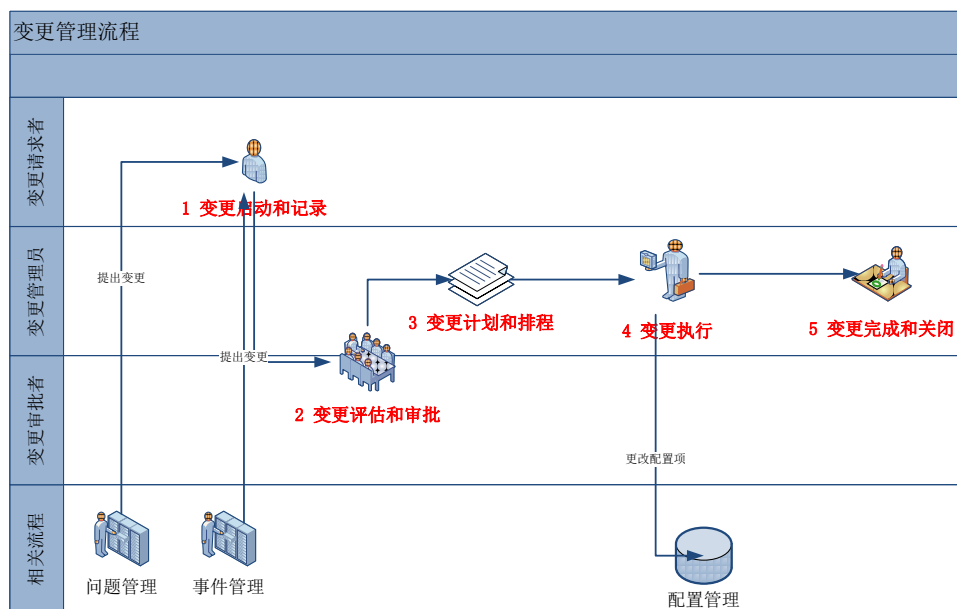 变更管理流程
变更请求者
1 变更启动和记录
变更管理员
提出变更
3 变更计划和排程
4 变更执行
5 变更完成和关闭
提出变更
变更审批者
2 变更评估和审批
更改配置项
相关流程
问题管理
事件管理
配置管理